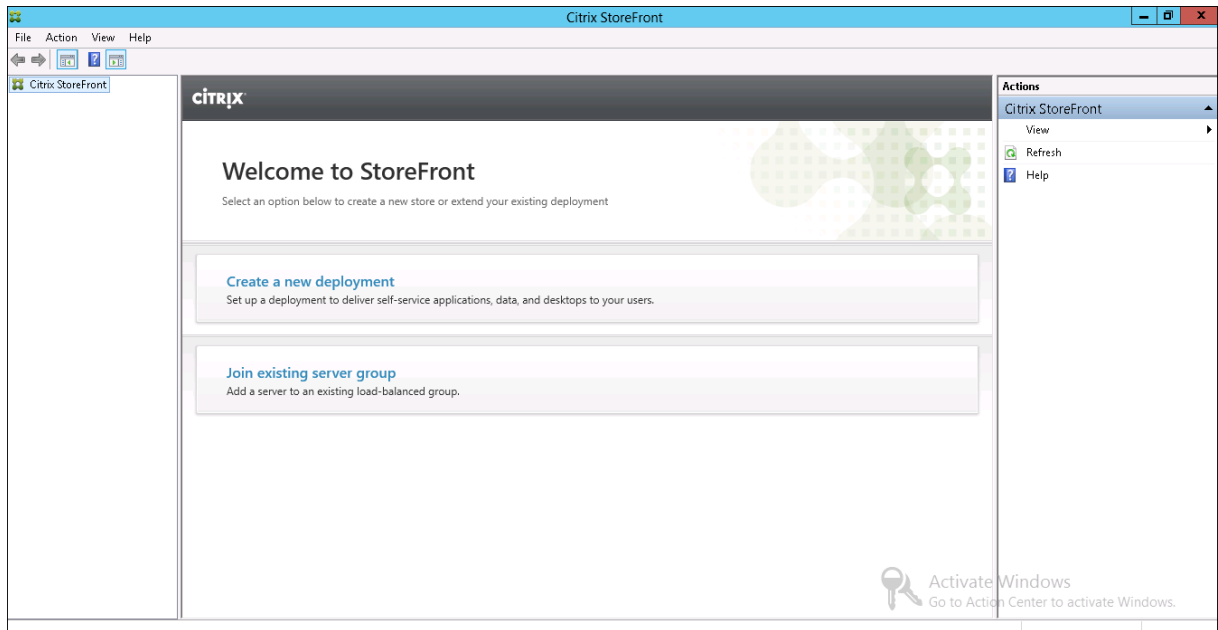 Citrix StoreFront
File Action View Help
Citrix StoreFront
CITRIX
Welcome to StoreFront
Select an option below to create a new store or extend your existing deployment
Create a new deployment
Set up a deployment to deliver self-service applications, data, and desktops to your users.
Join existing server group
Add a server to an existing load-balanced group.
Actions
Citrix StoreFront
View
Refresh
Help
Activate Windows
Go to Action Center to activate Windows.